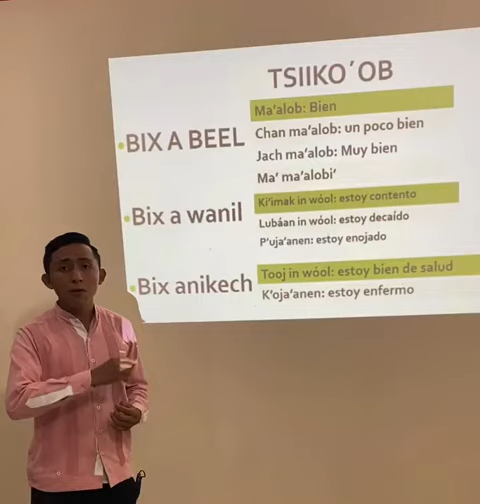 TSIIKO´OB
•BIX A BEEL
Ma'alob: Bien
Chan ma'alob: un poco bien
Jach ma'alob: Muy bien
Ma' ma'alobi'
•Bix a wanil
Ki'imak in wóol: estoy contento
Lubáan in wóol: estoy decaído
P'uja'anen: estoy enojado
•Bix anikech
Tooj in wóol: estoy bien de salud
K'oja'anen: estoy enfermo